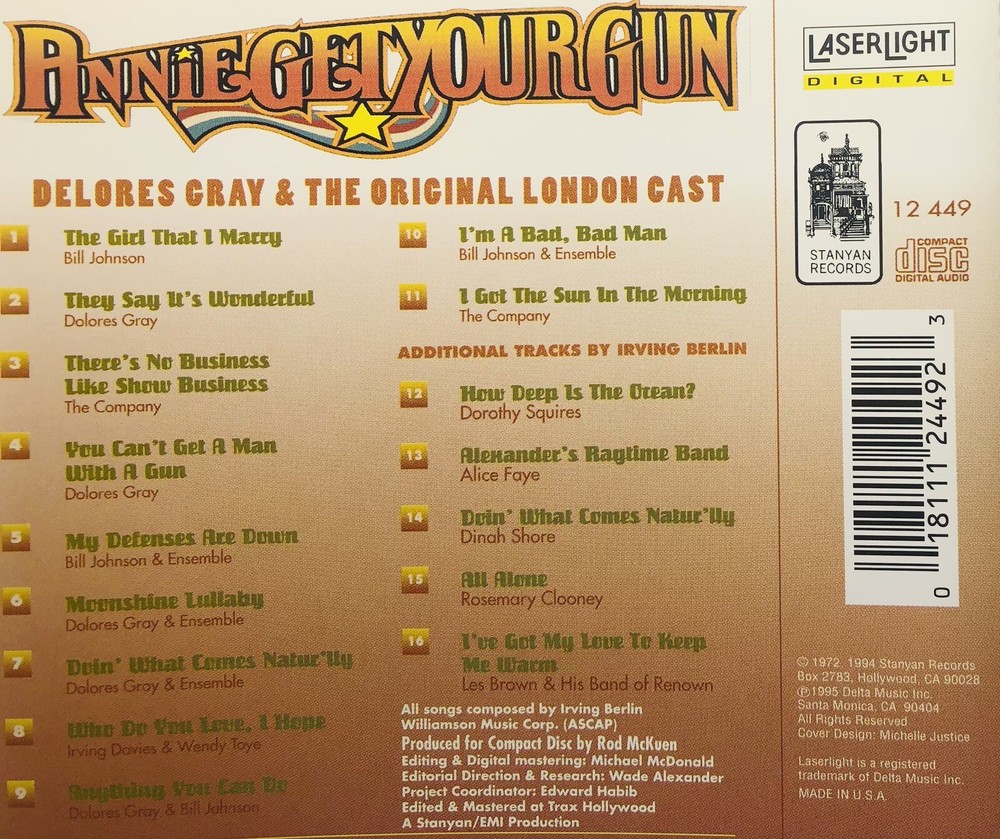 ANNIE GET YOUR GUN
DELORES GRAY & THE ORIGINAL LONDON CAST
1 The Girl That I Marry
Bill Johnson
2 They Say It's Wonderful
Dolores Gray
3 There's No Business
Like Show Business
The Company
4 You Can't Get A Man
With A Gun
Dolores Gray
5 My Defenses Are Down
Bill Johnson & Ensemble
6 Moonshine Lullaby
Dolores Gray & Ensemble
7 Doin' What Comes Natur'lly
Dolores Gray & Ensemble
8 Who Do You Love, I Hope
Irving Davies & Wendy Toye
9 Anything You Can Do
Dolores Gray & Bill Johnson
10 I'm A Bad, Bad Man
Bill Johnson & Ensemble
11 I Got The Sun In The Morning
The Company
ADDITIONAL TRACKS BY IRVING BERLIN
12 How Deep Is The Ocean?
Dorothy Squires
13 Alexander's Ragtime Band
Alice Faye
14 Doin' What Comes Natur'lly
Dinah Shore
15 All Alone
Rosemary Clooney
16 I've Got My Love To Keep
Me Warm
Les Brown & His Band of Renown
All songs composed by Irving Berlin
Williamson Music Corp. (ASCAP)
Produced for Compact Disc by Rod McKuen
Editing & Digital mastering: Michael McDonald
Editorial Direction & Research: Wade Alexander
Project Coordinator: Edward Habib
Edited & Mastered at Trax Hollywood
A Stanyan/EMI Production
LASERLIGHT
DIGITAL
STANYAN
RECORDS
12 449
COMPACT
disc
DIGITAL AUDIO
0 18111 24492 3
© 1972 1994 Stanyan Records
Box 2783, Hollywood, CA 90028
℗1995 Delta Music Inc.
Santa Monica, CA 90404
All Rights Reserved
Cover Design: Michelle Justice
Laserlight is a registered
trademark of Delta Music Inc.
MADE IN U.S.A.